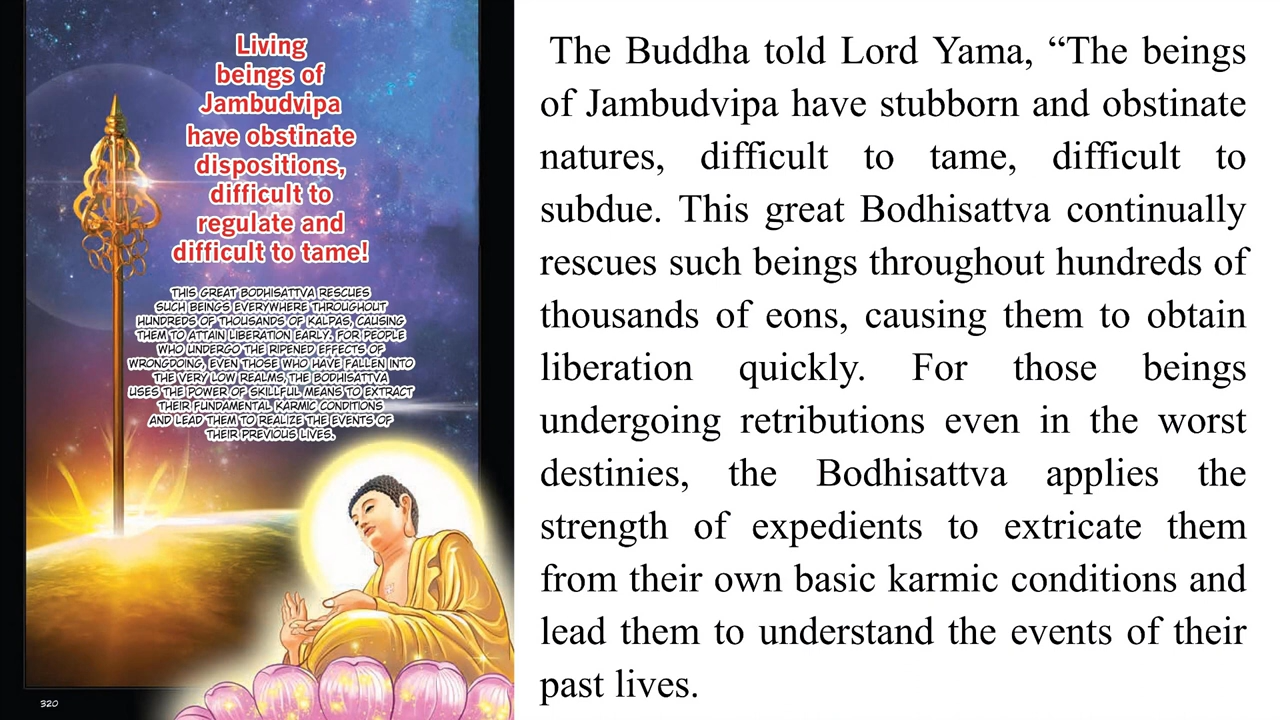 Living
beings of
Jambudvipa
have obstinate
dispositions,
difficult to
regulate and
difficult to tame!
THIS GREAT BODHISATTVA RESCUES
SUCH BEINGS EVERYWHERE THROUGHOUT
HUNDREDS OF THOUSANDS OF KALPAS, CAUSING
THEM TO ATTAIN LIBERATION EARLY. FOR PEOPLE
WHO UNDERGO THE RIPENED EFFECTS OF
WRONGDOING, EVEN THOSE WHO HAVE FALLEN INTO
THE VERY LOW REALMS, THE BODHISATTVA
USES THE POWER OF SKILLFUL MEANS TO EXTRACT
THEIR FUNDAMENTAL KARMIC CONDITIONS
AND LEAD THEM TO REALIZE THE EVENTS OF
THEIR PREVIOUS LIVES.
320
The Buddha told Lord Yama, “The beings
of Jambudvipa have stubborn and obstinate
natures, difficult to tame, difficult to
subdue. This great Bodhisattva continually
rescues such beings throughout hundreds of
thousands of eons, causing them to obtain
liberation quickly. For those beings
undergoing retributions even in the worst
destinies, the Bodhisattva applies the
strength of expedients to extricate them
from their own basic karmic conditions and
lead them to understand the events of their
past lives.